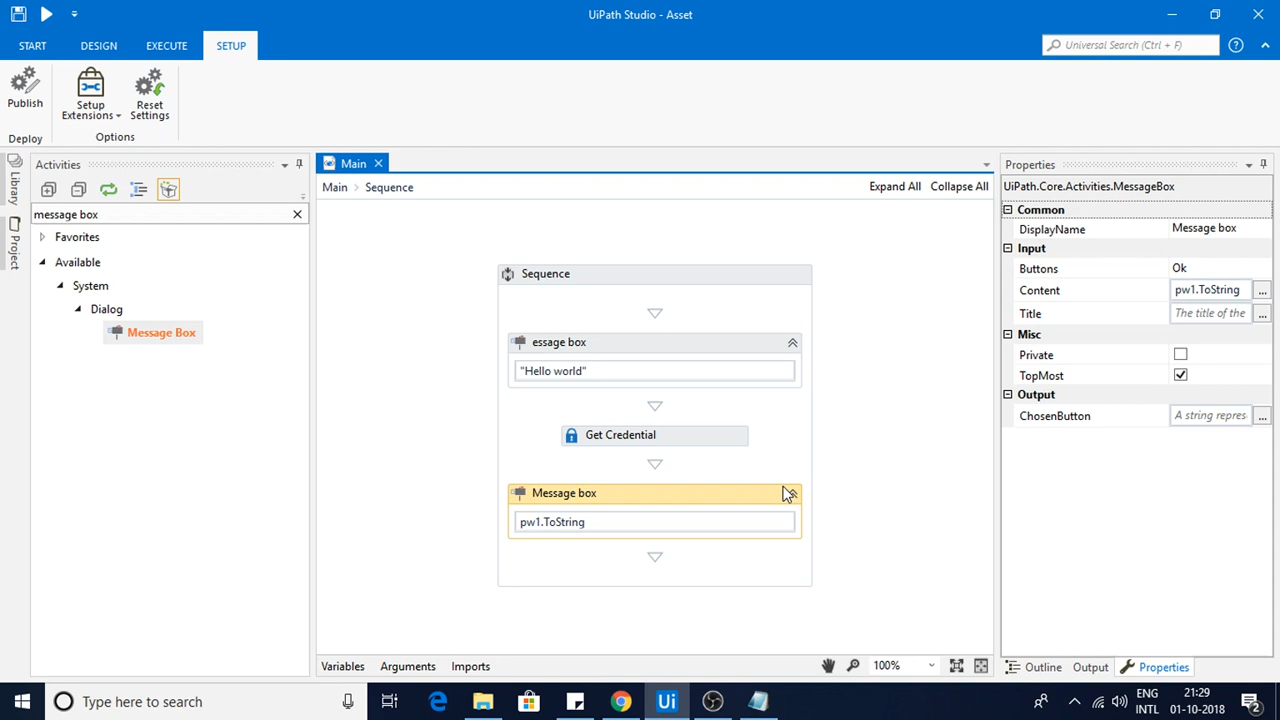 UiPath Studio - Asset
START
DESIGN
EXECUTE
SETUP
Universal Search (Ctrl + F)
Publish
Setup
Extensions
Reset
Settings
Deploy
Options
Activities
Main
Properties
Library
Project
Main > Sequence
Expand All
Collapse All
UiPath.Core.Activities.MessageBox
message box
Favorites
Available
System
Dialog
Message Box
Sequence
essage box
"Hello world"
Get Credential
Message box
pw1.ToString
Common
DisplayName
Message box
Input
Buttons
Ok
Content
pw1.ToString
...
Title
The title of the
...
Misc
Private
TopMost
Output
ChosenButton
A string repres
...
Variables
Arguments
Imports
100%
Outline
Output
Properties
Type here to search
Ui
ENG
INTL
21:29
01-10-2018
2